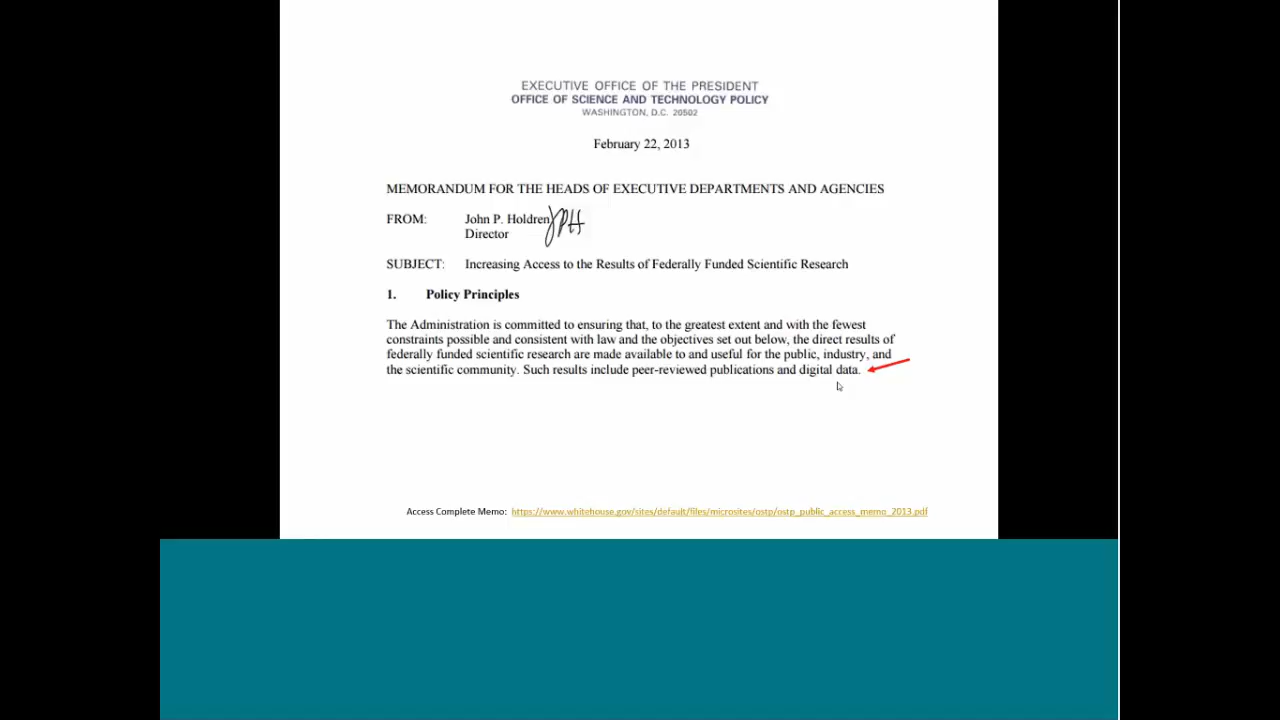 EXECUTIVE OFFICE OF THE PRESIDENT
OFFICE OF SCIENCE AND TECHNOLOGY POLICY
WASHINGTON, D.C. 20502
February 22, 2013
MEMORANDUM FOR THE HEADS OF EXECUTIVE DEPARTMENTS AND AGENCIES
FROM: John P. Holdren JPH
Director
SUBJECT: Increasing Access to the Results of Federally Funded Scientific Research
1. Policy Principles
The Administration is committed to ensuring that, to the greatest extent and with the fewest
constraints possible and consistent with law and the objectives set out below, the direct results of
federally funded scientific research are made available to and useful for the public, industry, and
the scientific community. Such results include peer-reviewed publications and digital data.
Access Complete Memo: https://www.whitehouse.gov/sites/default/files/microsites/ostp/ostp_public_access_memo_2013.pdf